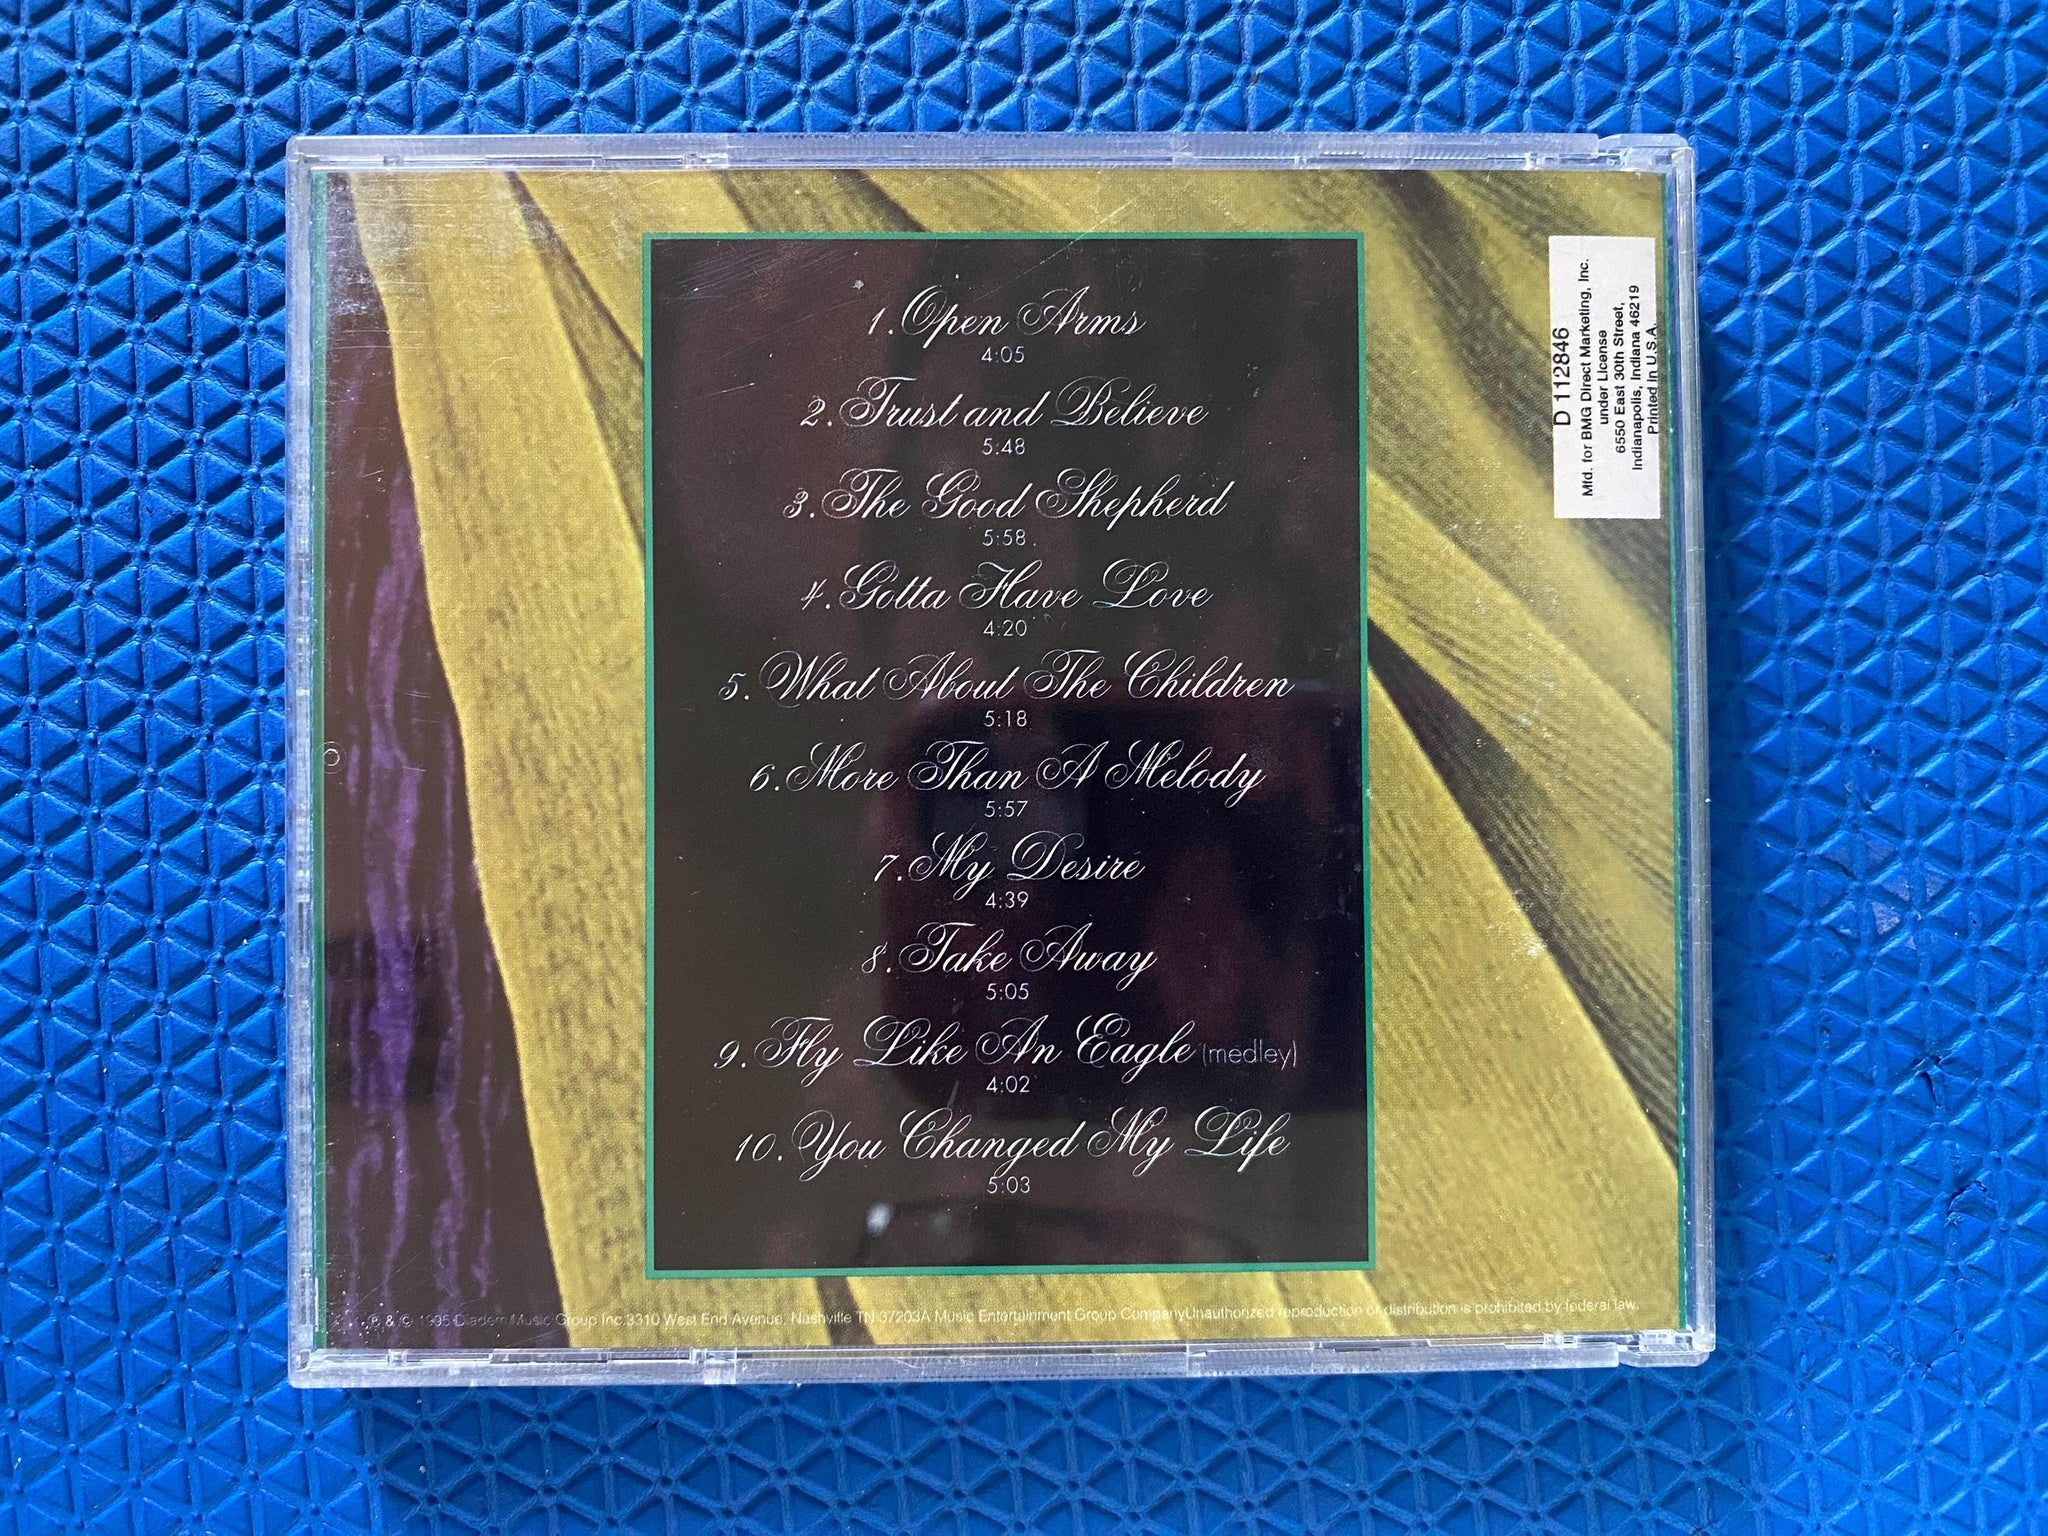 1. Open Arms
4:05
2. Trust and Believe
5:48
3. The Good Shepherd
5:58
4. Gotta Have Love
4:20
5. What About The Children
5:18
6. More Than A Melody
5:57
7. My Desire
4:39
8. Take Away
5:05
9. Fly Like An Eagle (medley)
4:02
10. You Changed My Life
5:03
D 112846
Mfd. for BMG Direct Marketing, Inc.
under License
6550 East 30th Street,
Indianapolis, Indiana 46219
Printed in U.S.A.
℗ & © 1995 Diadem Music Group Inc.3310 West End Avenue, Nashville TN 37203A Music Entertainment Group CompanyUnauthorized reproduction or distribution is prohibited by federal law.